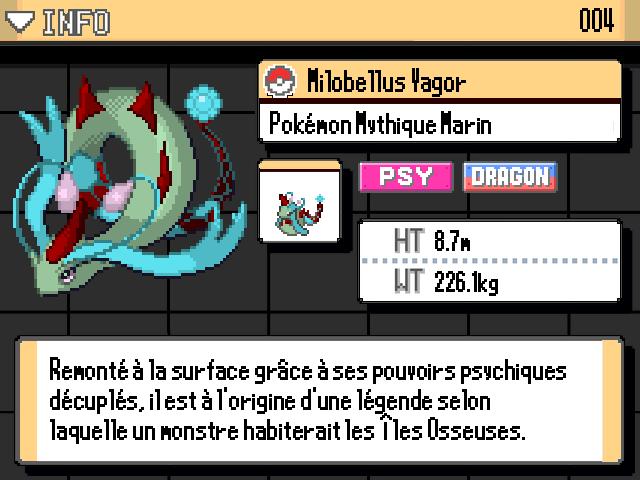 INFO
004
Milobellus Yagor
Pokémon Mythique Marin
PSY DRAGON
HT 8.7m
WT 226.1kg
Remonté à la surface grâce à ses pouvoirs psychiques
décuplés, il est à l'origine d'une légende selon
laquelle un monstre habiterait les Îles Osseuses.